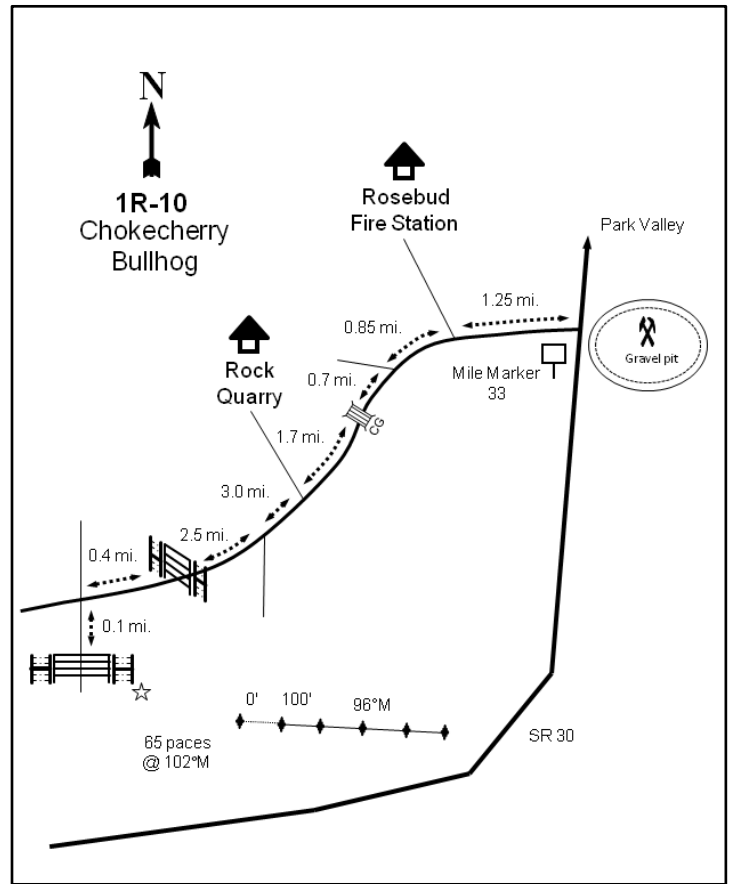 N
1R-10
Chokecherry
Bullhog
Rosebud
Fire Station
Park Valley
1.25 mi.
0.85 mi.
Gravel pit
Rock
Quarry
0.7 mi.
Mile Marker
33
CG
1.7 mi.
3.0 mi.
2.5 mi.
0.4 mi.
0.1 mi.
0' 100' 96°M
65 paces
@ 102°M
SR 30